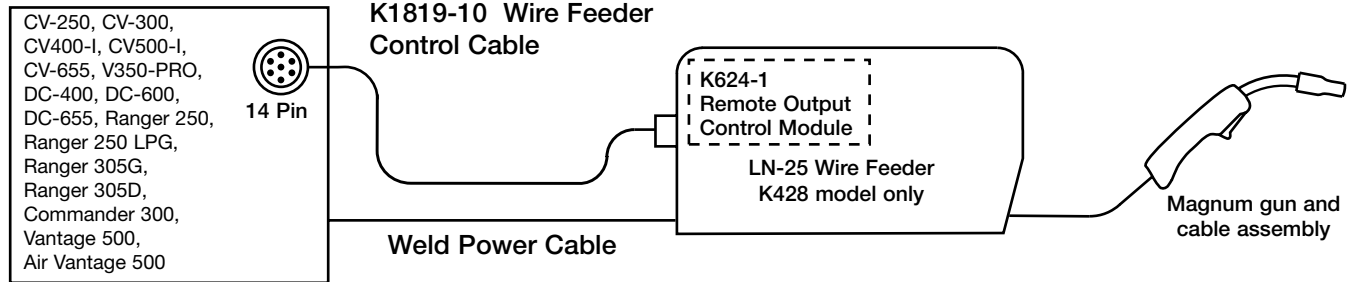 CV-250, CV-300,
CV400-I, CV500-I,
CV-655, V350-PRO,
DC-400, DC-600,
DC-655, Ranger 250,
Ranger 250 LPG,
Ranger 305G,
Ranger 305D,
Commander 300,
Vantage 500,
Air Vantage 500
14 Pin
K1819-10 Wire Feeder
Control Cable
K624-1
Remote Output
Control Module
LN-25 Wire Feeder
K428 model only
Weld Power Cable
Magnum gun and
cable assembly